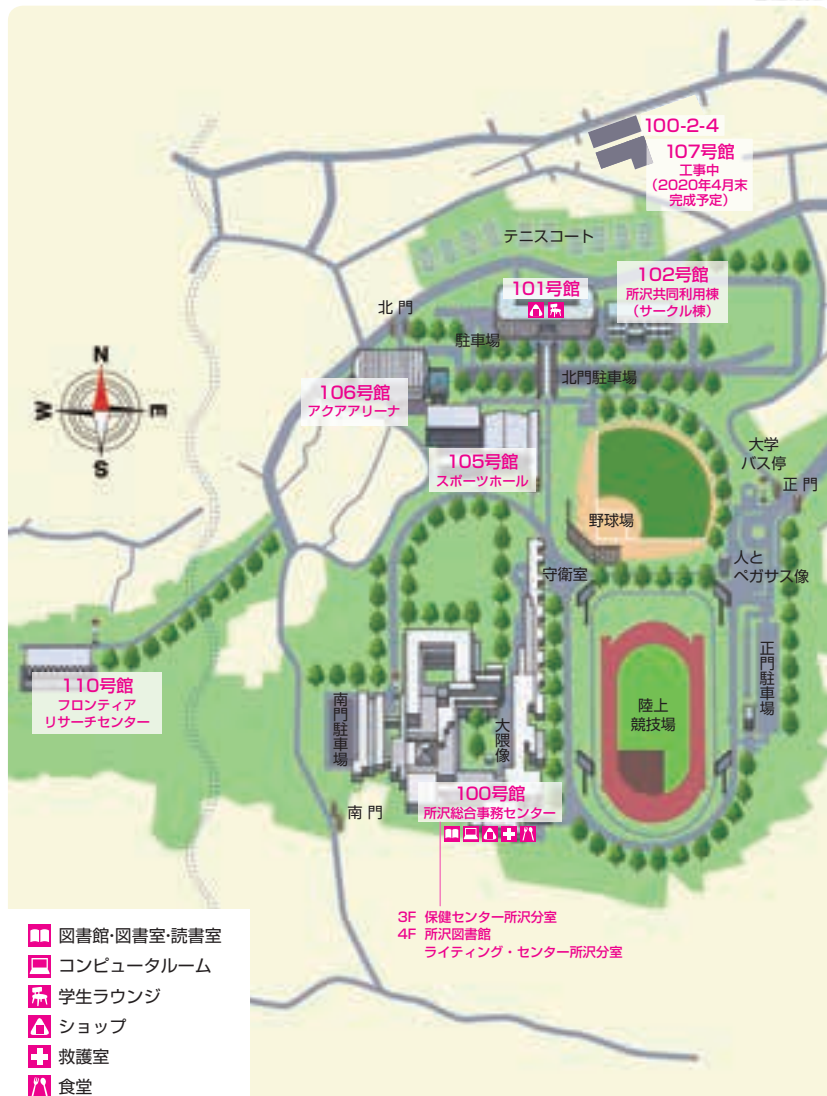 100-2-4
107号館
工事中
(2020年4月末
完成予定)
テニスコート
102号館
所沢共同利用棟
(サークル棟)
101号館
北門
駐車場
北門駐車場
N
W
E
S
106号館
アクアアリーナ
105号館
スポーツホール
大学
バス停
正門
野球場
守衛室
人と
ペガサス像
110号館
フロンティア
リサーチセンター
南門駐車場
大隈像
陸上
競技場
正門駐車場
100号館
所沢総合事務センター
南門
3F 保健センター所沢分室
4F 所沢図書館
ライティング・センター所沢分室
図書館・図書室・読書室
コンピュータルーム
学生ラウンジ
ショップ
救護室
食堂